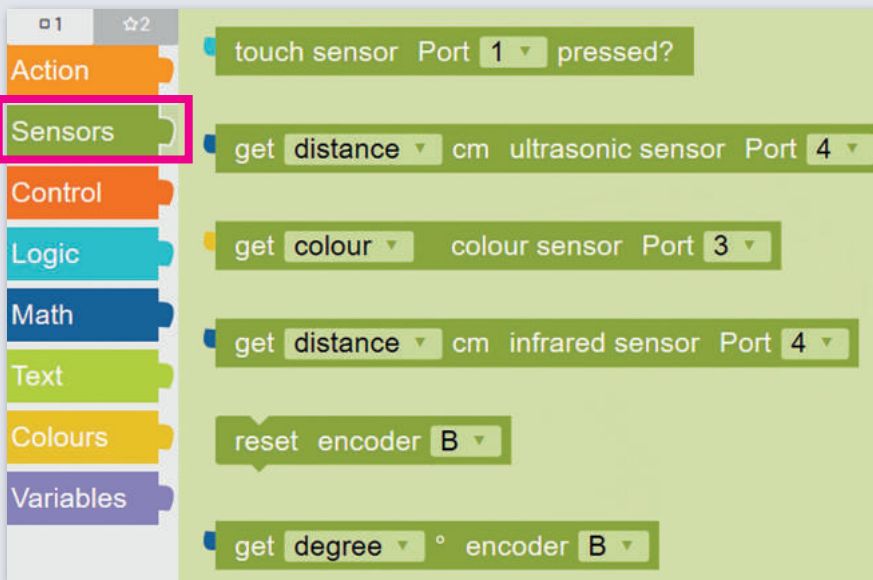 1 2
Action
Sensors
Control
Logic
Math
Text
Colours
Variables
touch sensor Port 1 pressed?
get distance cm ultrasonic sensor Port 4
get colour colour sensor Port 3
get distance cm infrared sensor Port 4
reset encoder B
get degree ° encoder B